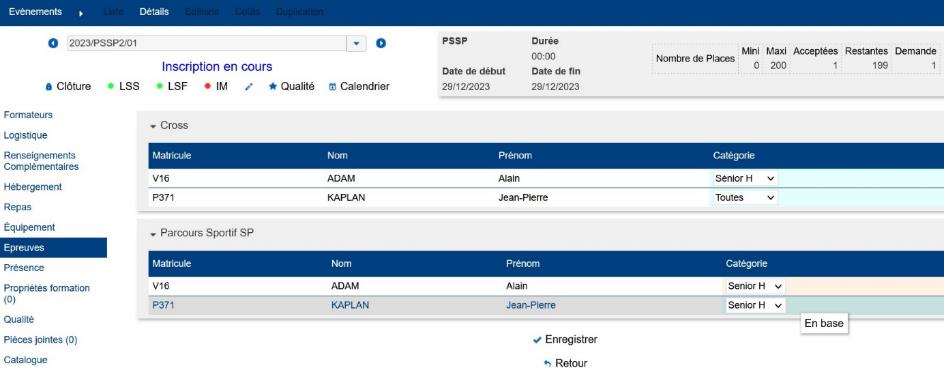 Evènements Liste Détails Editions Coûts Duplication
2023/PSSP2/01
Inscription en cours
Clôture LSS LSF IM Qualité Calendrier
PSSP Durée
00:00
Date de début Date de fin
29/12/2023 29/12/2023
Nombre de Places Mini Maxi Acceptées Restantes Demande
0 200 1 199 1
Formateurs
Logistique
Renseignements
Complémentaires
Hébergement
Repas
Équipement
Epreuves
Présence
Propriétés formation
(0)
Qualité
Pièces jointes (0)
Catalogue
Cross
Matricule Nom Prénom Catégorie
V16 ADAM Alain Sénior H
P371 KAPLAN Jean-Pierre Toutes
Parcours Sportif SP
Matricule Nom Prénom Catégorie
V16 ADAM Alain Senior H
P371 KAPLAN Jean-Pierre Senior H
En base
Enregistrer
Retour